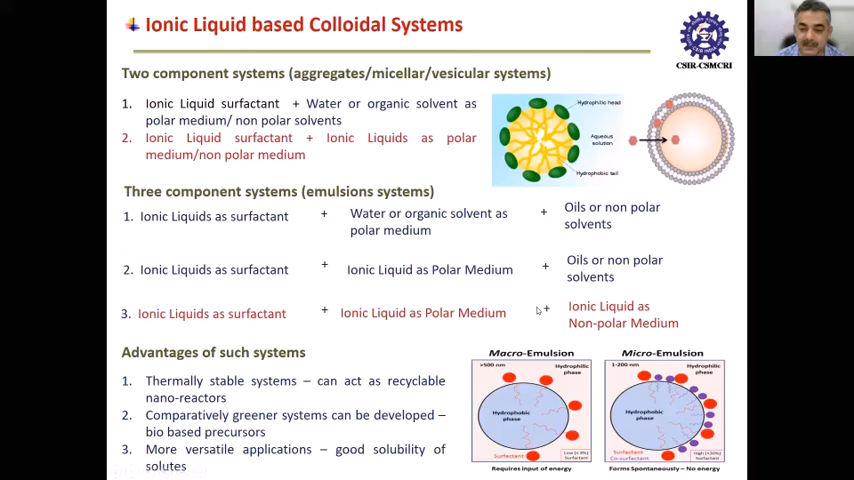 Ionic Liquid based Colloidal Systems
CSIR-CSMCRI
Two component systems (aggregates/micellar/vesicular systems)
1. Ionic Liquid surfactant + Water or organic solvent as
polar medium/ non polar solvents
2. Ionic Liquid surfactant + Ionic Liquids as polar
medium/non polar medium
Hydrophilic head
Aqueous
solution
Hydrophobic tail
Three component systems (emulsions systems)
1. Ionic Liquids as surfactant + Water or organic solvent as
polar medium + Oils or non polar
solvents
2. Ionic Liquids as surfactant + Ionic Liquid as Polar Medium + Oils or non polar
solvents
3. Ionic Liquids as surfactant + Ionic Liquid as Polar Medium + Ionic Liquid as
Non-polar Medium
Advantages of such systems
1. Thermally stable systems – can act as recyclable
nano-reactors
2. Comparatively greener systems can be developed –
bio based precursors
3. More versatile applications – good solubility of
solutes
Macro-Emulsion
>500 nm
Hydrophilic
phase
Hydrophobic
phase
Surfactant
Surfactant
Requires input of energy
Micro-Emulsion
1-200 nm
Hydrophilic
phase
Hydrophobic
phase
Surfactant
Co-surfactant
Surfactant
Forms Spontaneously – No energy